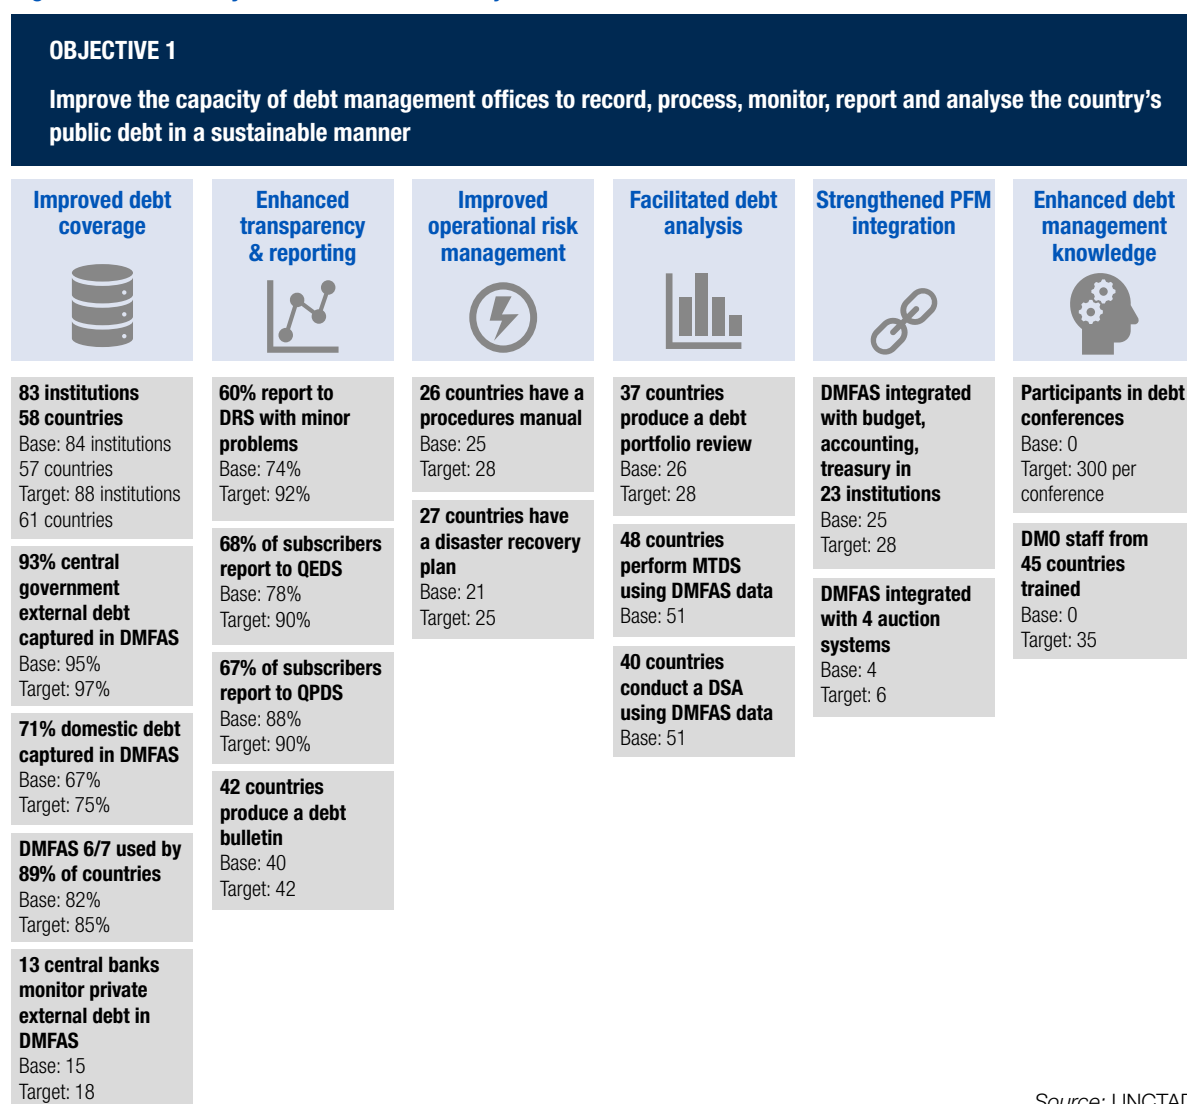 OBJECTIVE 1
Improve the capacity of debt management offices to record, process, monitor, report and analyse the country's
public debt in a sustainable manner
Improved debt
coverage
83 institutions
58 countries
Base: 84 institutions
57 countries
Target: 88 institutions
61 countries
93% central
government
external debt
captured in DMFAS
Base: 95%
Target: 97%
71% domestic debt
captured in DMFAS
Base: 67%
Target: 75%
DMFAS 6/7 used by
89% of countries
Base: 82%
Target: 85%
13 central banks
monitor private
external debt in
DMFAS
Base: 15
Target: 18
Enhanced
transparency
& reporting
60% report to
DRS with minor
problems
Base: 74%
Target: 92%
68% of subscribers
report to QEDS
Base: 78%
Target: 90%
67% of subscribers
report to QPDS
Base: 88%
Target: 90%
42 countries
produce a debt
bulletin
Base: 40
Target: 42
Improved
operational risk
management
26 countries have a
procedures manual
Base: 25
Target: 28
27 countries have
a disaster recovery
plan
Base: 21
Target: 25
Facilitated debt
analysis
37 countries
produce a debt
portfolio review
Base: 26
Target: 28
48 countries
perform MTDS
using DMFAS data
Base: 51
40 countries
conduct a DSA
using DMFAS data
Base: 51
Strengthened PFM
integration
DMFAS integrated
with budget,
accounting,
treasury in
23 institutions
Base: 25
Target: 28
DMFAS integrated
with 4 auction
systems
Base: 4
Target: 6
Enhanced debt
management
knowledge
Participants in debt
conferences
Base: 0
Target: 300 per
conference
DMO staff from
45 countries
trained
Base: 0
Target: 35
Source: UNCTAD